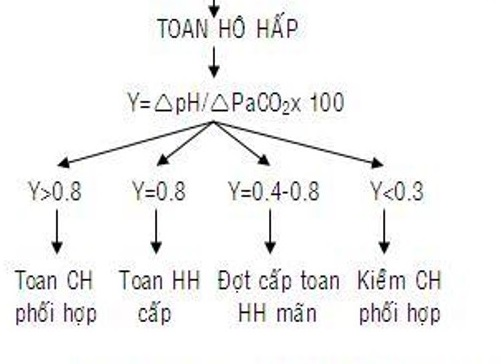 TOAN HÔ HẤP
Y=△pH/△PaCO₂x 100
Y>0.8 Y=0.8 Y=0.4-0.8 Y<0.3
Toan CH Toan HH Đợt cấp toan Kiềm CH
phối hợp cấp HH mãn phối hợp